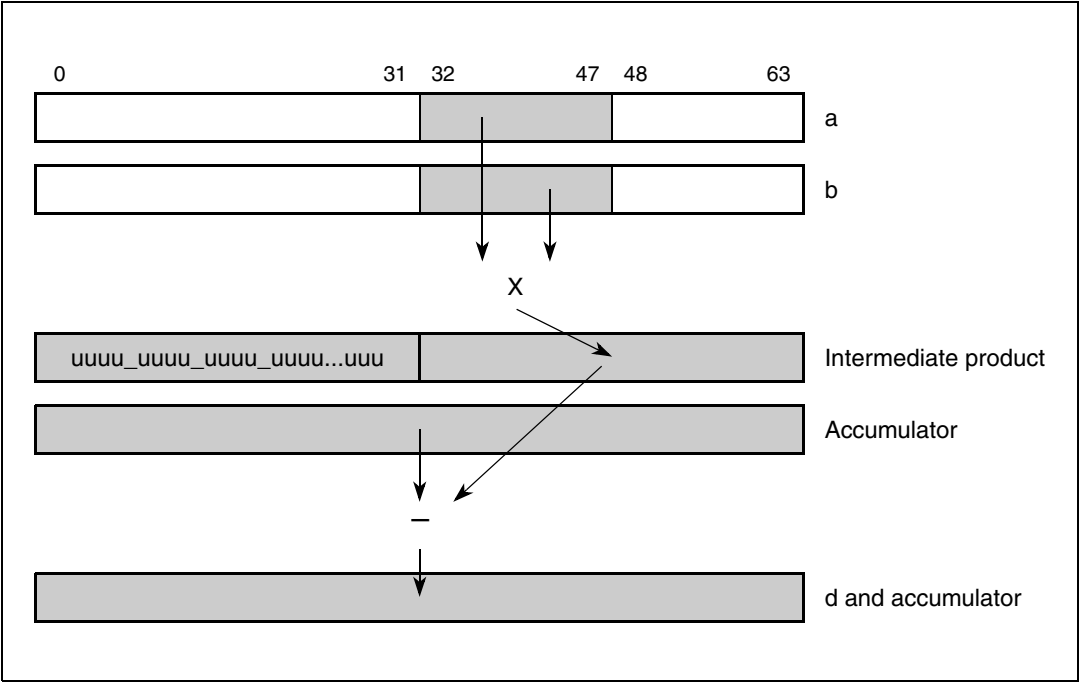 0 31 32 47 48 63
a
b
X
uuuu_uuuu_uuuu_uuuu...uuu Intermediate product
Accumulator
–
d and accumulator